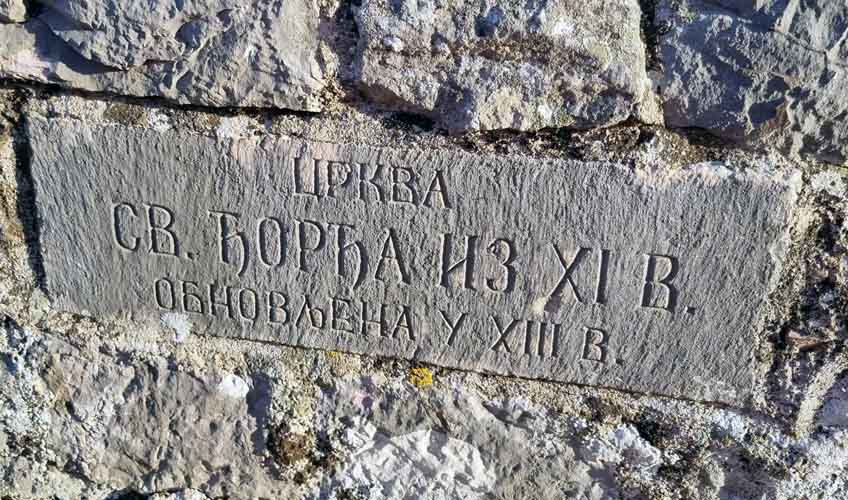 ЦРКВА
СВ. ЂОРЂА ИЗ XI В.
ОБНОВЉЕНА У XIII В.